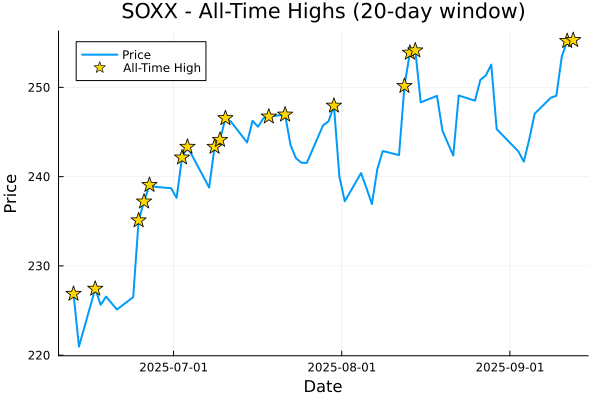 SOXX - All-Time Highs (20-day window)
Price
All-Time High
250
240
230
220
Price
2025-07-01
2025-08-01
2025-09-01
Date